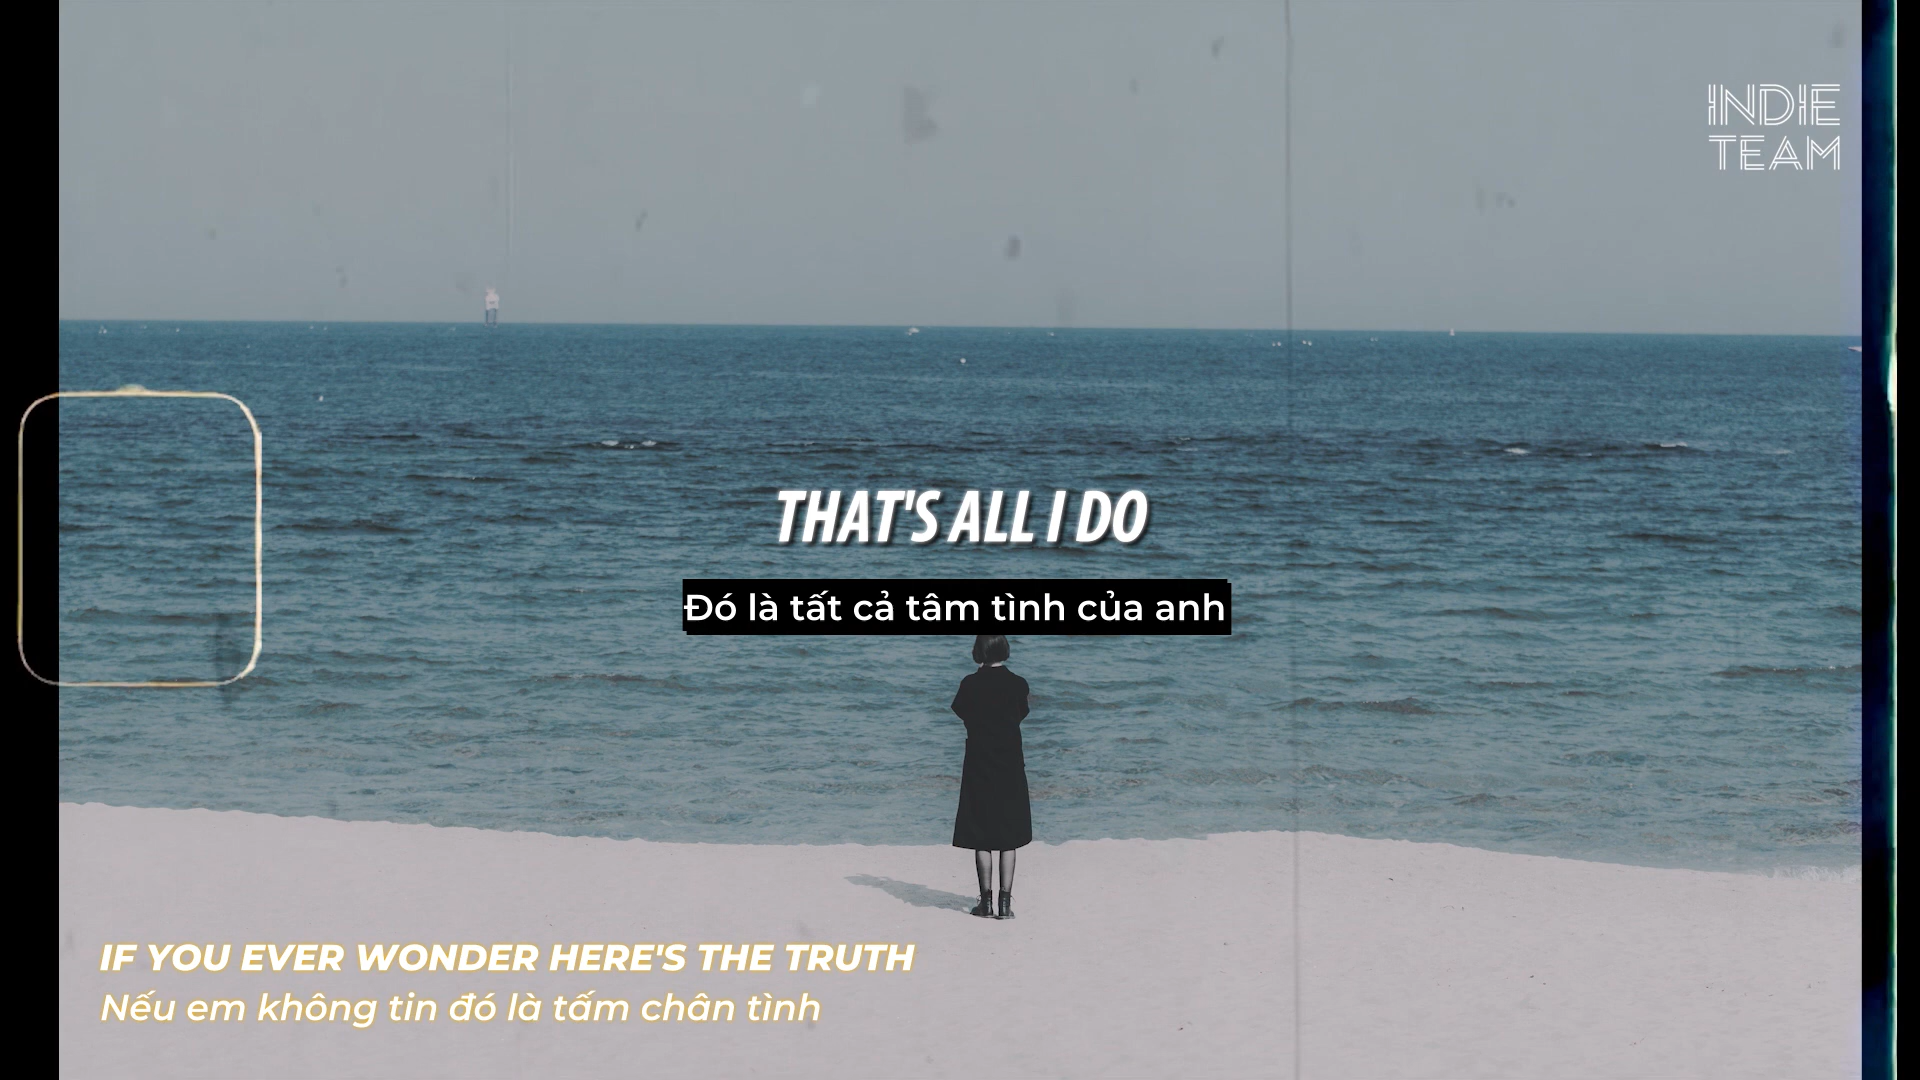 INDIE
TEAM
THAT'S ALL I DO
Đó là tất cả tâm tình của anh
IF YOU EVER WONDER HERE'S THE TRUTH
Nếu em không tin đó là tấm chân tình